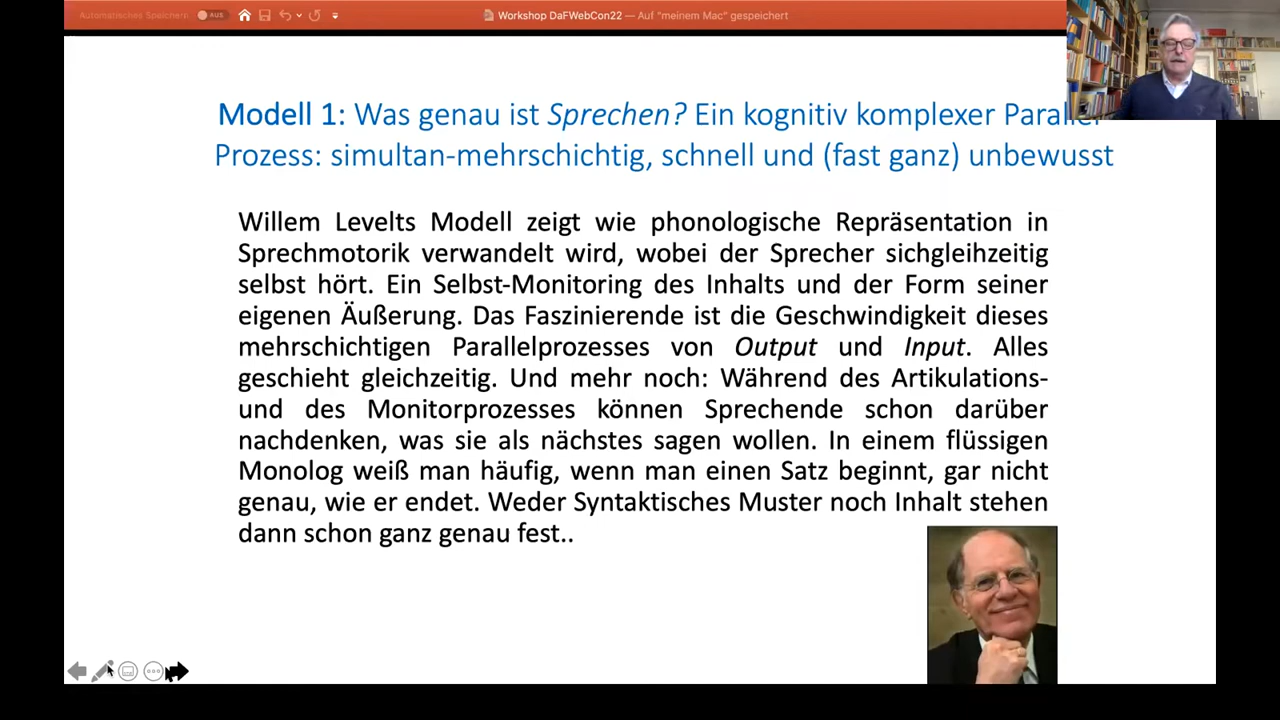 Automatisches Speichern AUS
Workshop DaFWebCon22 — Auf "meinem Mac" gespeichert
Modell 1: Was genau ist Sprechen? Ein kognitiv komplexer Parallel
Prozess: simultan-mehrschichtig, schnell und (fast ganz) unbewusst
Willem Levelts Modell zeigt wie phonologische Repräsentation in
Sprechmotorik verwandelt wird, wobei der Sprecher sichgleihzeitig
selbst hört. Ein Selbst-Monitoring des Inhalts und der Form seiner
eigenen Äußerung. Das Faszinierende ist die Geschwindigkeit dieses
mehrschichtigen Parallelprozesses von Output und Input. Alles
geschieht gleichzeitig. Und mehr noch: Während des Artikulations-
und des Monitorprozesses können Sprechende schon darüber
nachdenken, was sie als nächstes sagen wollen. In einem flüssigen
Monolog weiß man häufig, wenn man einen Satz beginnt, gar nicht
genau, wie er endet. Weder Syntaktisches Muster noch Inhalt stehen
dann schon ganz genau fest..